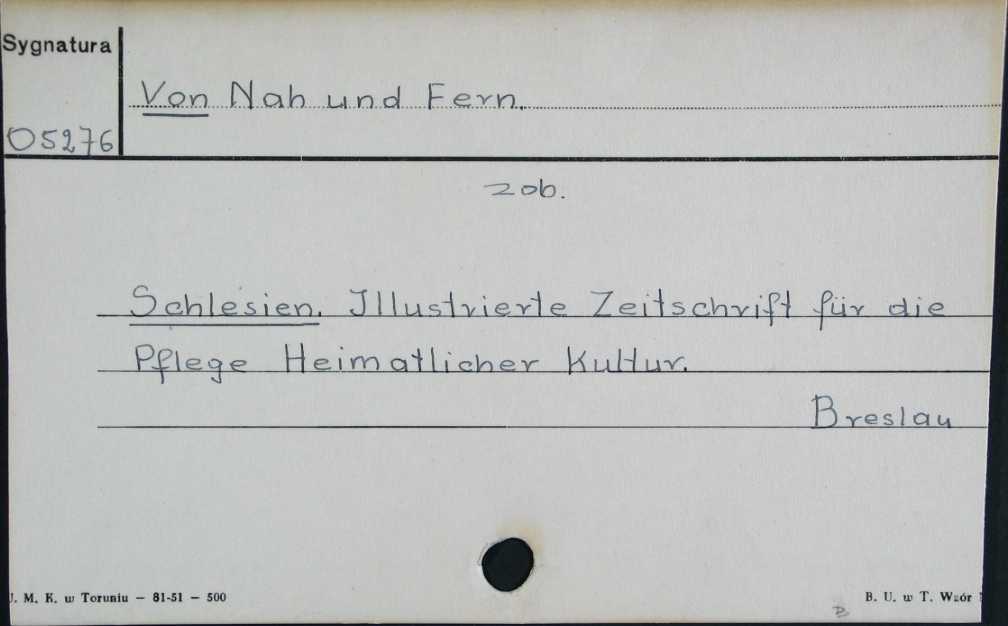 Sygnatura
Von Nah und Fern.
05276
zob.
Schlesien. Illustrierte Zeitschrift für die
Pflege Heimatlicher Kultur.
Breslau
J. M. K. w Toruniu — 81-51 — 500
B. U. w T. Wzór